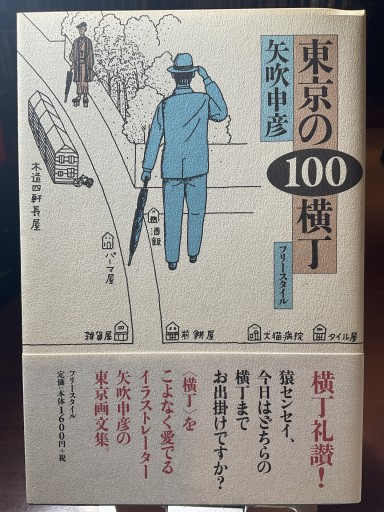 東京の
100
横丁
矢吹申彦
フリースタイル
木造四軒長屋
パーマ屋
酒飯
雑貨屋
煎餅屋
犬猫病院
タイル屋
横丁礼讃!
猿センセイ、
今日はどちらの
横丁まで
お出掛けですか?
〈横丁〉を
こよなく愛でる
イラストレーター
矢吹申彦の
東京画文集。
フリースタイル
定価:本体1600円+税